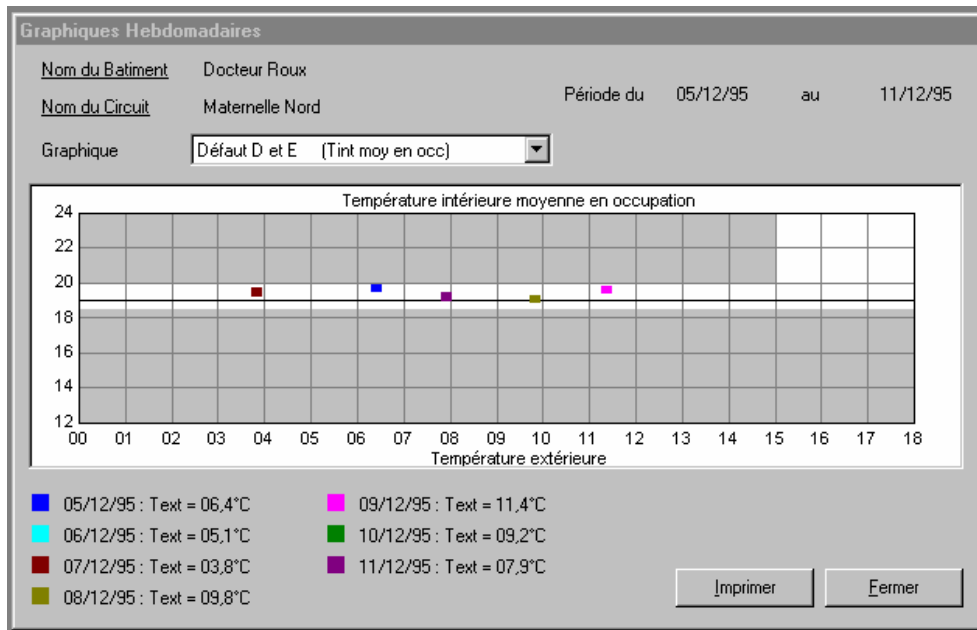 Graphiques Hebdomadaires
Nom du Batiment Docteur Roux
Période du 05/12/95 au 11/12/95
Nom du Circuit Maternelle Nord
Graphique Défaut D et E (Tint moy en occ)
Température intérieure moyenne en occupation
24
22
20
18
16
14
12
00 01 02 03 04 05 06 07 08 09 10 11 12 13 14 15 16 17 18
Température extérieure
05/12/95 : Text = 06,4°C
06/12/95 : Text = 05,1°C
07/12/95 : Text = 03,8°C
08/12/95 : Text = 09,8°C
09/12/95 : Text = 11,4°C
10/12/95 : Text = 09,2°C
11/12/95 : Text = 07,9°C
Imprimer Fermer